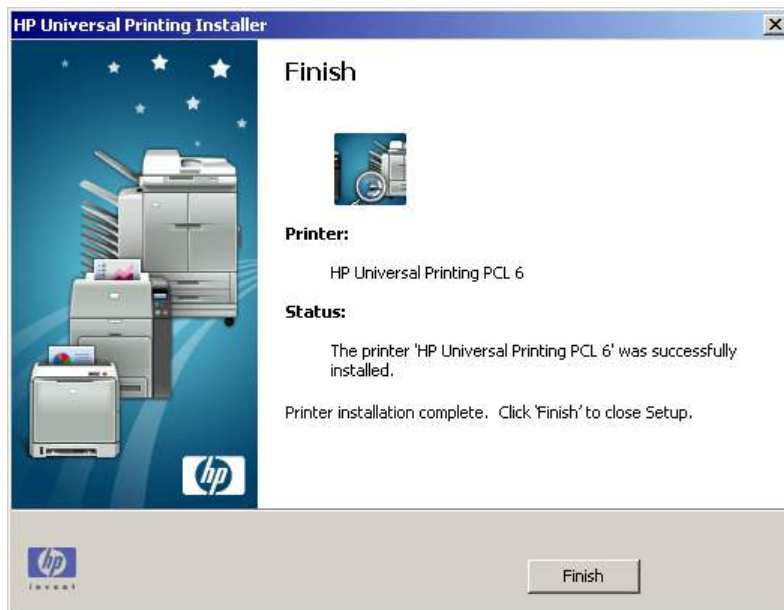 HP Universal Printing Installer
Finish
Printer:
HP Universal Printing PCL 6
Status:
The printer 'HP Universal Printing PCL 6' was successfully
installed.
Printer installation complete.  Click 'Finish' to close Setup.
hp
hp
invent
Finish